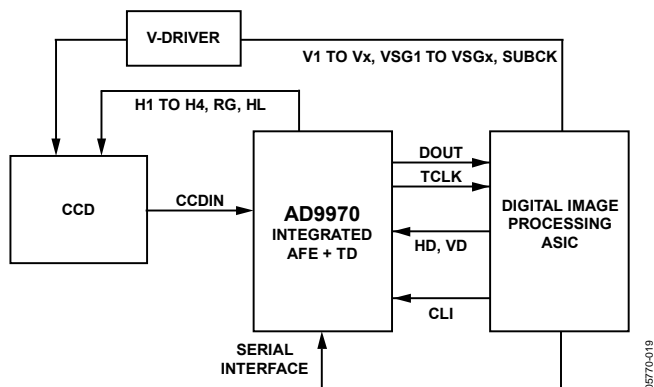 V-DRIVER
V1 TO Vx, VSG1 TO VSGx, SUBCK
H1 TO H4, RG, HL
CCD
CCDIN
AD9970
INTEGRATED
AFE + TD
DOUT
TCLK
HD, VD
CLI
DIGITAL IMAGE
PROCESSING
ASIC
SERIAL
INTERFACE
05770-019